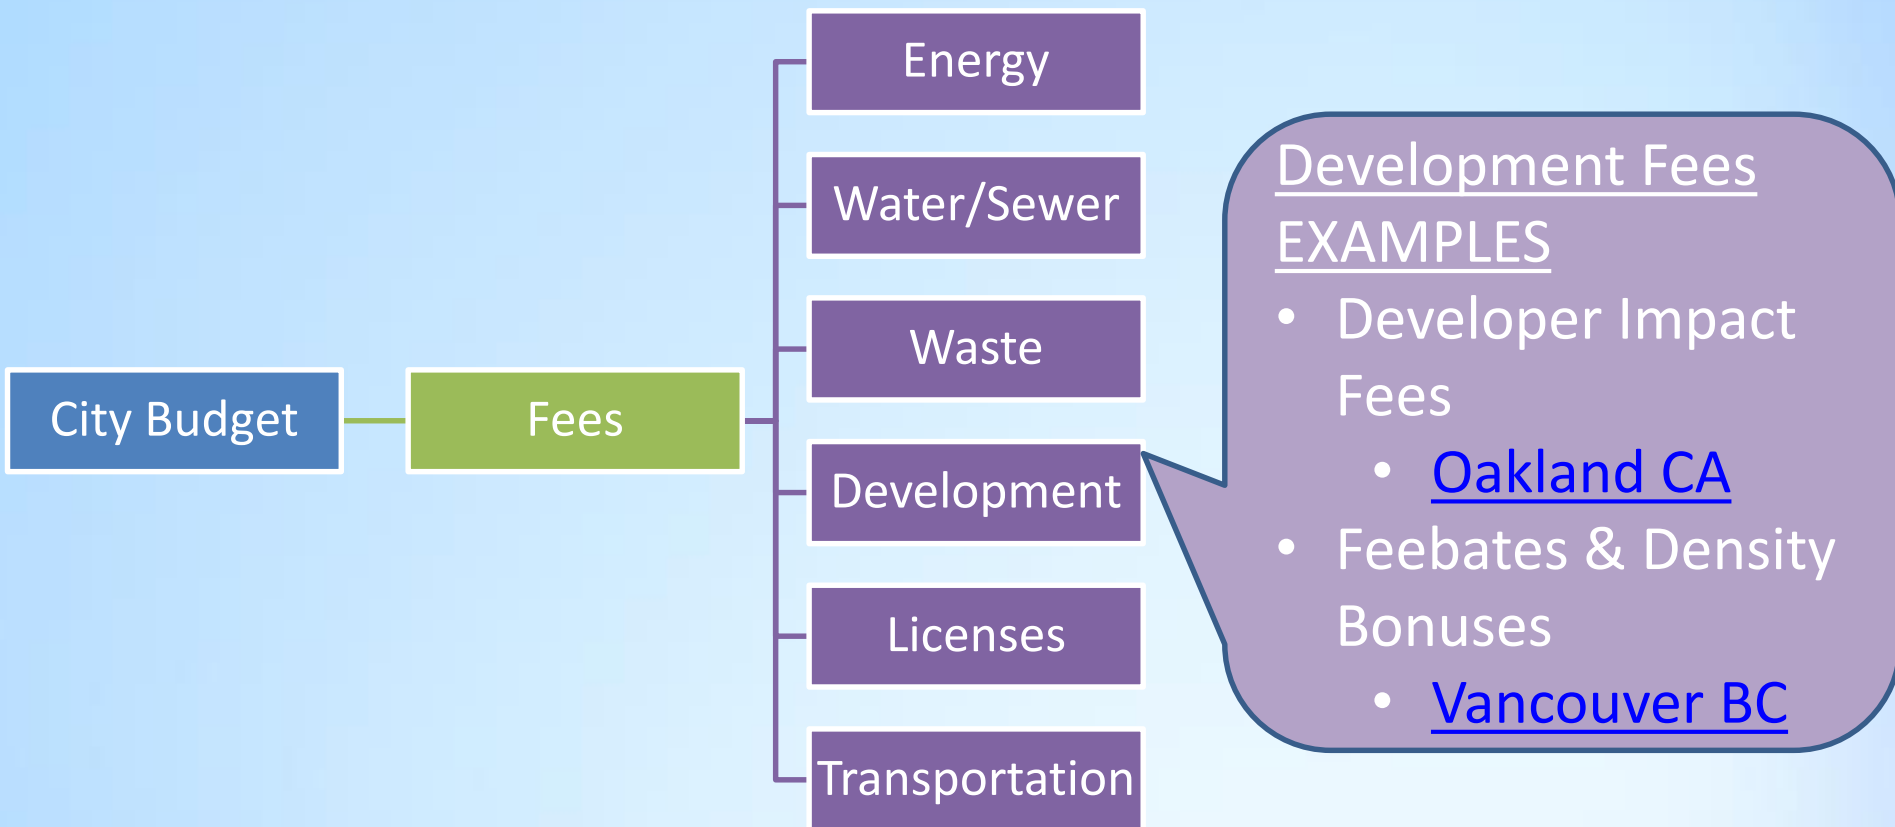 City Budget
Fees
Energy
Water/Sewer
Waste
Development
Licenses
Transportation
Development Fees
EXAMPLES
• Developer Impact
Fees
• Oakland CA
• Feebates & Density
Bonuses
• Vancouver BC